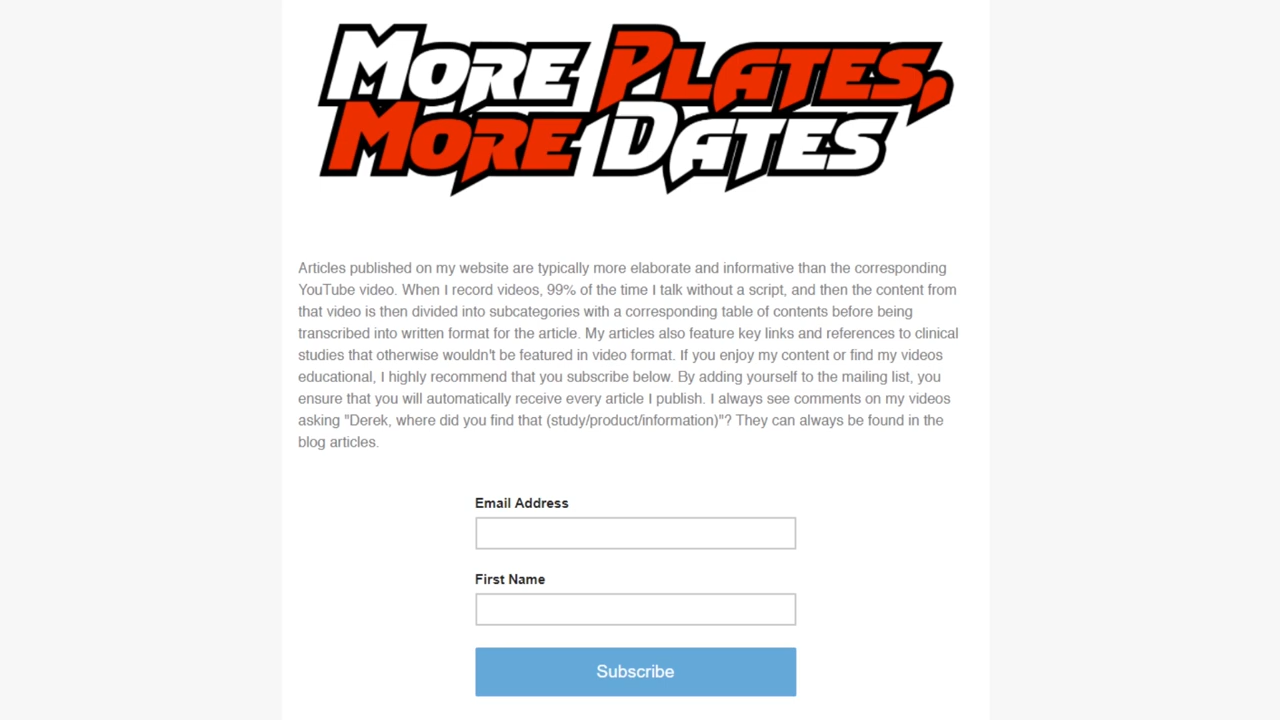 More Plates,
More Dates
Articles published on my website are typically more elaborate and informative than the corresponding
YouTube video. When I record videos, 99% of the time I talk without a script, and then the content from
that video is then divided into subcategories with a corresponding table of contents before being
transcribed into written format for the article. My articles also feature key links and references to clinical
studies that otherwise wouldn't be featured in video format. If you enjoy my content or find my videos
educational, I highly recommend that you subscribe below. By adding yourself to the mailing list, you
ensure that you will automatically receive every article I publish. I always see comments on my videos
asking "Derek, where did you find that (study/product/information)"? They can always be found in the
blog articles.
Email Address
First Name
Subscribe